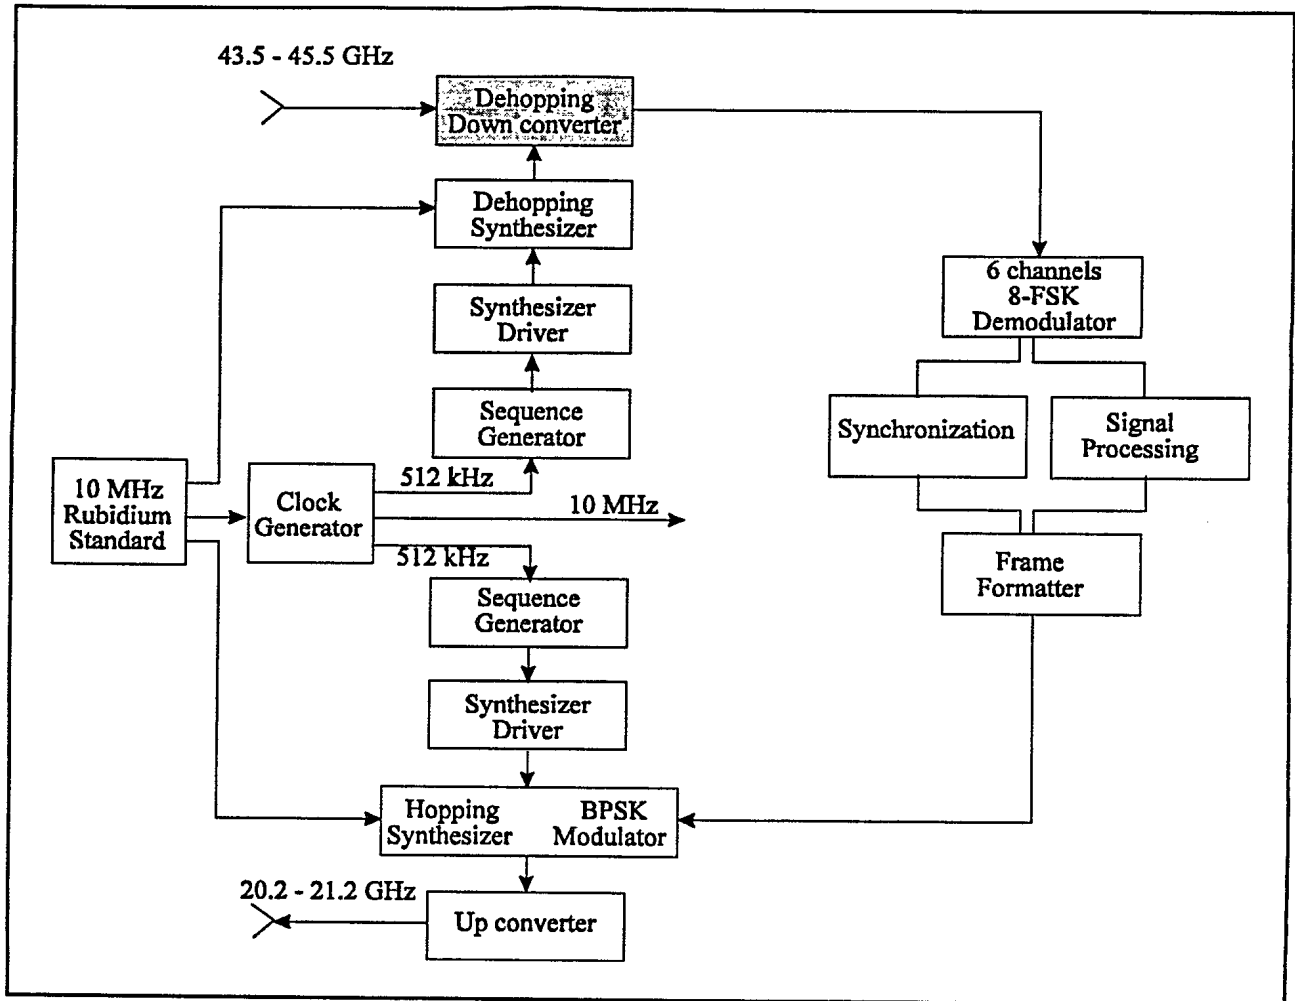 43.5 - 45.5 GHz
Dehopping
Down converter
Dehopping
Synthesizer
Synthesizer
Driver
Sequence
Generator
6 channels
8-FSK
Demodulator
Synchronization
Signal
Processing
10 MHz
Rubidium
Standard
Clock
Generator
512 kHz
10 MHz
512 kHz
Frame
Formatter
Sequence
Generator
Synthesizer
Driver
Hopping
Synthesizer
BPSK
Modulator
20.2 - 21.2 GHz
Up converter